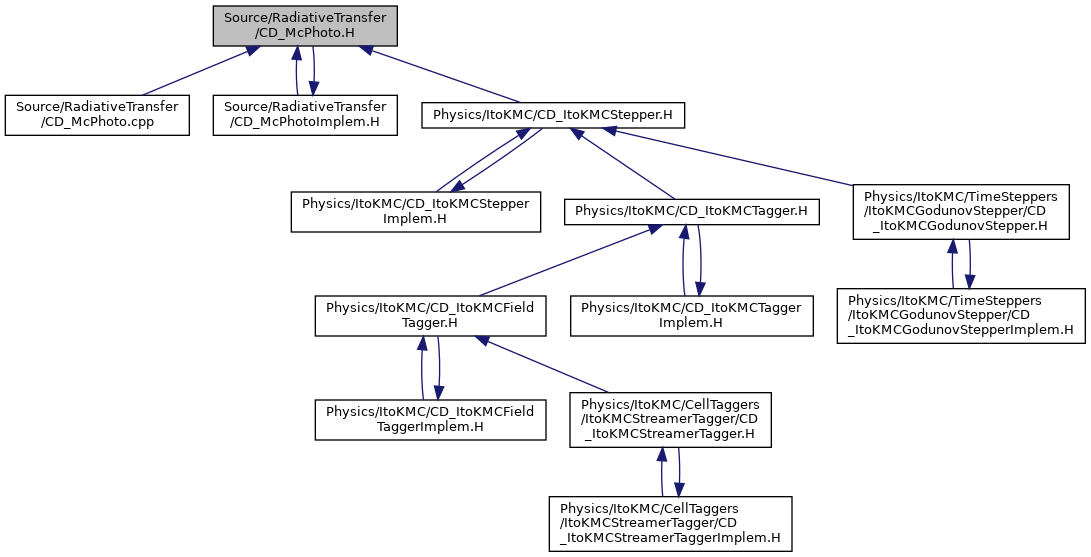 Source/RadiativeTransfer
/CD_McPhoto.H
Source/RadiativeTransfer
/CD_McPhoto.cpp
Source/RadiativeTransfer
/CD_McPhotoImplem.H
Physics/ItoKMC/CD_ItoKMCStepper.H
Physics/ItoKMC/CD_ItoKMCStepper
Implem.H
Physics/ItoKMC/CD_ItoKMCTagger.H
Physics/ItoKMC/TimeSteppers
/ItoKMCGodunovStepper/CD
_ItoKMCGodunovStepper.H
Physics/ItoKMC/CD_ItoKMCField
Tagger.H
Physics/ItoKMC/CD_ItoKMCTagger
Implem.H
Physics/ItoKMC/TimeSteppers
/ItoKMCGodunovStepper/CD
_ItoKMCGodunovStepperImplem.H
Physics/ItoKMC/CD_ItoKMCField
TaggerImplem.H
Physics/ItoKMC/CellTaggers
/ItoKMCStreamerTagger/CD
_ItoKMCStreamerTagger.H
Physics/ItoKMC/CellTaggers
/ItoKMCStreamerTagger/CD
_ItoKMCStreamerTaggerImplem.H